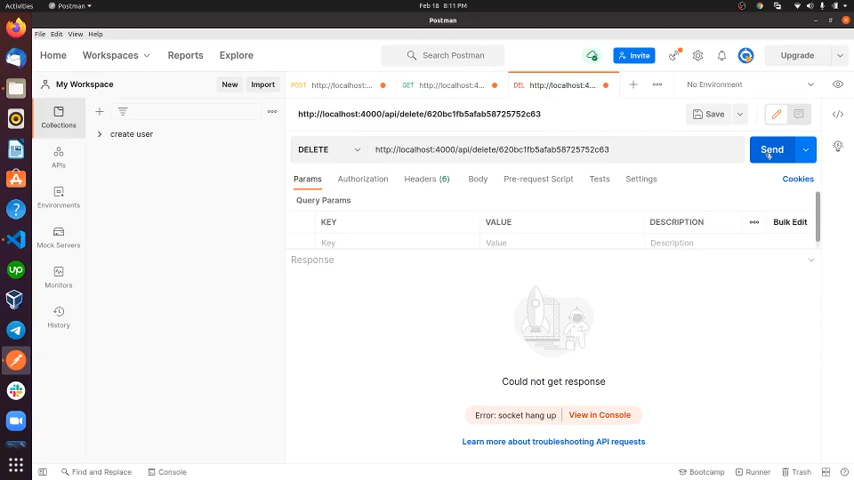 Activities
Postman
Feb 18 8:11 PM
Postman
File Edit View Help
Home Workspaces Reports Explore
Search Postman
Invite
Upgrade
My Workspace
New Import
POST http://localhost:...
GET http://localhost:4...
DEL http://localhost:4...
No Environment
Collections
create user
http://localhost:4000/api/delete/620bc1fb5afab58725752c63
Save
DELETE
http://localhost:4000/api/delete/620bc1fb5afab58725752c63
Send
APIs
Params Authorization Headers (6) Body Pre-request Script Tests Settings
Cookies
Environments
Query Params
KEY VALUE DESCRIPTION Bulk Edit
Key Value Description
Mock Servers
Response
Monitors
History
Could not get response
Error: socket hang up View in Console
Learn more about troubleshooting API requests
Find and Replace Console
Bootcamp Runner Trash